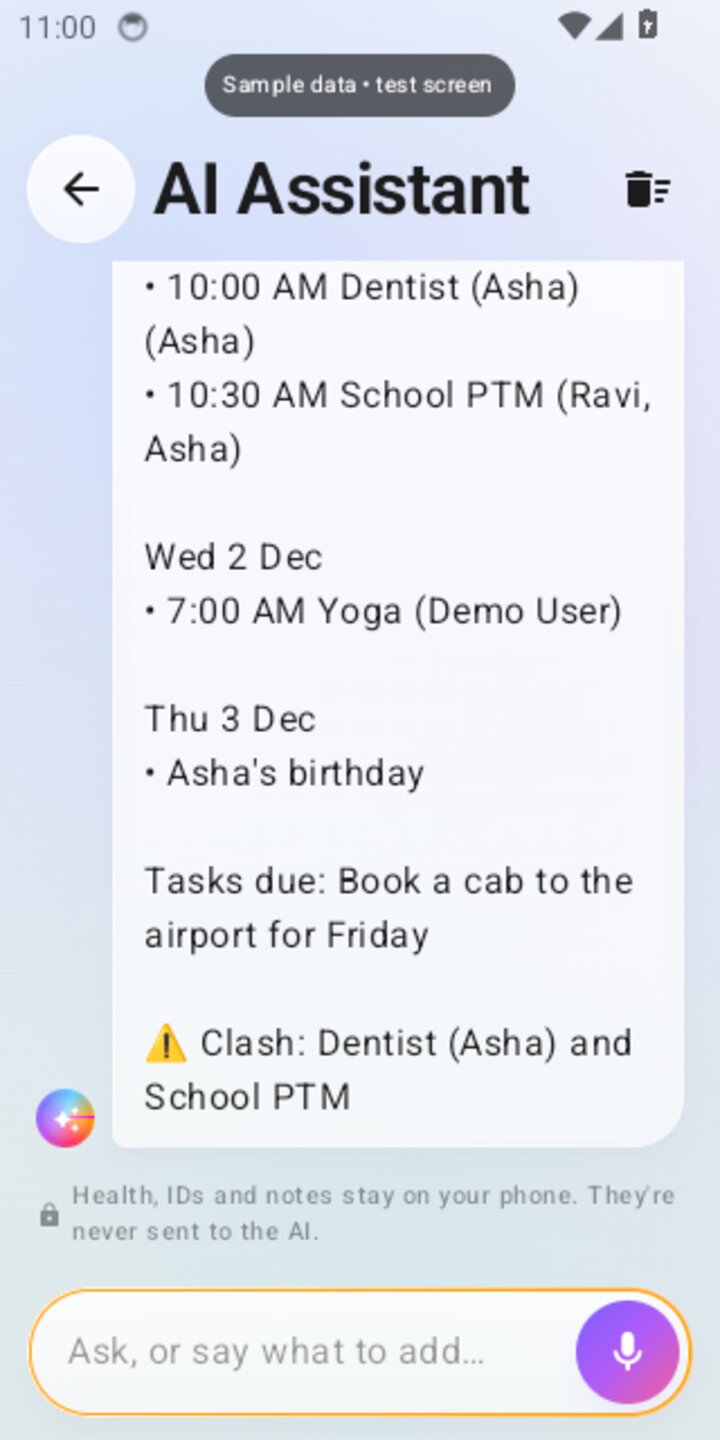 11:00
Sample data • test screen
AI Assistant
• 10:00 AM Dentist (Asha)
(Asha)
• 10:30 AM School PTM (Ravi,
Asha)
Wed 2 Dec
• 7:00 AM Yoga (Demo User)
Thu 3 Dec
• Asha's birthday
Tasks due: Book a cab to the
airport for Friday
⚠️ Clash: Dentist (Asha) and
School PTM
Health, IDs and notes stay on your phone. They're
never sent to the AI.
Ask, or say what to add…